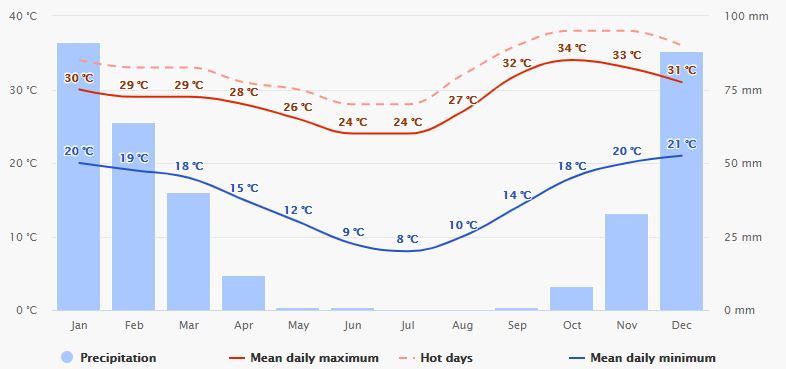 40 °C 100 mm
34 °C 33 °C
32 °C 31 °C
30 °C 30 °C 29 °C 29 °C 28 °C 27 °C 75 mm
26 °C 24 °C 24 °C
20 °C 20 °C 19 °C 18 °C 18 °C 20 °C 21 °C 50 mm
15 °C 14 °C
12 °C
10 °C 9 °C 8 °C 10 °C 25 mm
0 °C 0 mm
Jan Feb Mar Apr May Jun Jul Aug Sep Oct Nov Dec
Precipitation Mean daily maximum Hot days Mean daily minimum